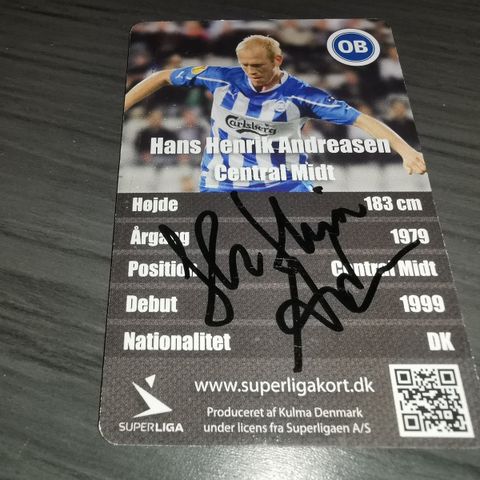 OB
Carlsberg
Hans Henrik Andreasen
Central Midt
Højde 183 cm
Årgang 1979
Position Central Midt
Debut 1999
Nationalitet DK
www.superligakort.dk
SUPERLIGA
Produceret af Kulma Denmark
under licens fra Superligaen A/S